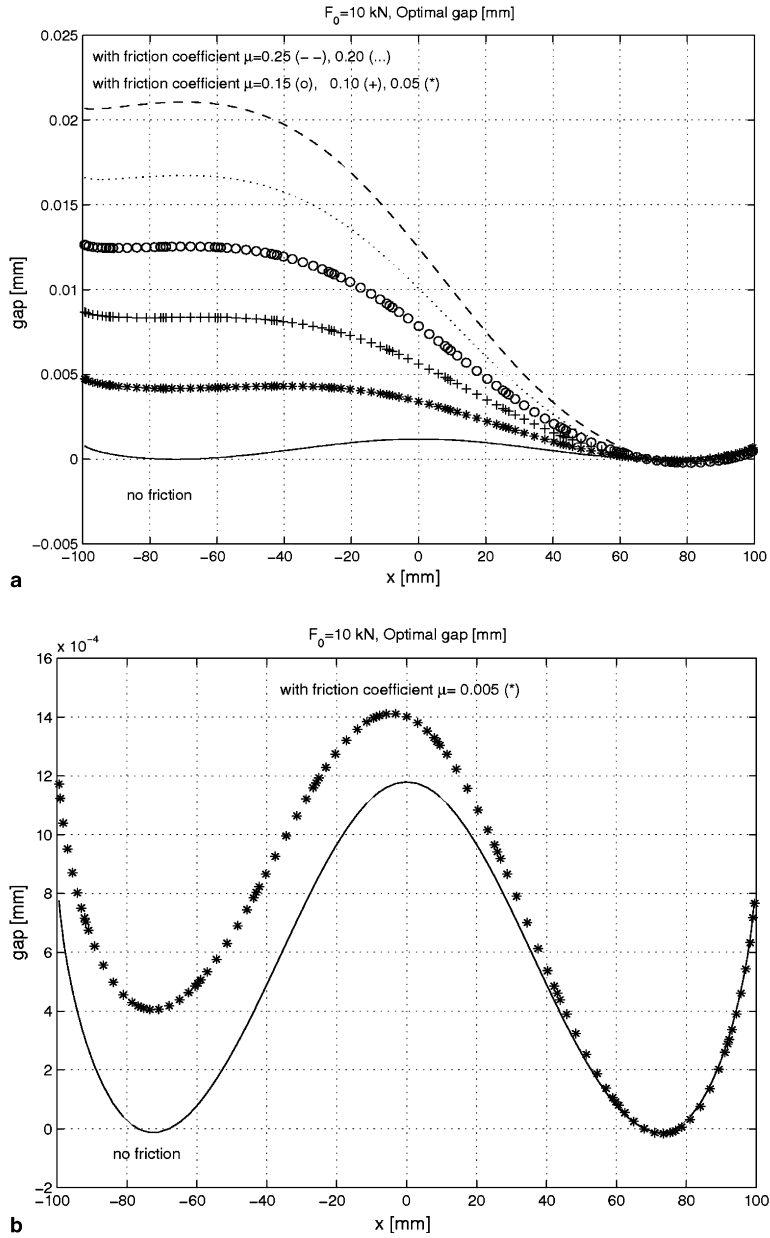 F0=10 kN, Optimal gap [mm]
0.025
with friction coefficient μ=0.25 (– –), 0.20 (...)
with friction coefficient μ=0.15 (o), 0.10 (+), 0.05 (*)
0.02
0.015
0.01
0.005
0
−0.005
gap [mm]
no friction
−100 −80 −60 −40 −20 0 20 40 60 80 100
x [mm]
a
x 10−4
F0=10 kN, Optimal gap [mm]
16
with friction coefficient μ= 0.005 (*)
14
12
10
8
6
4
2
0
−2
gap [mm]
no friction
−100 −80 −60 −40 −20 0 20 40 60 80 100
x [mm]
b